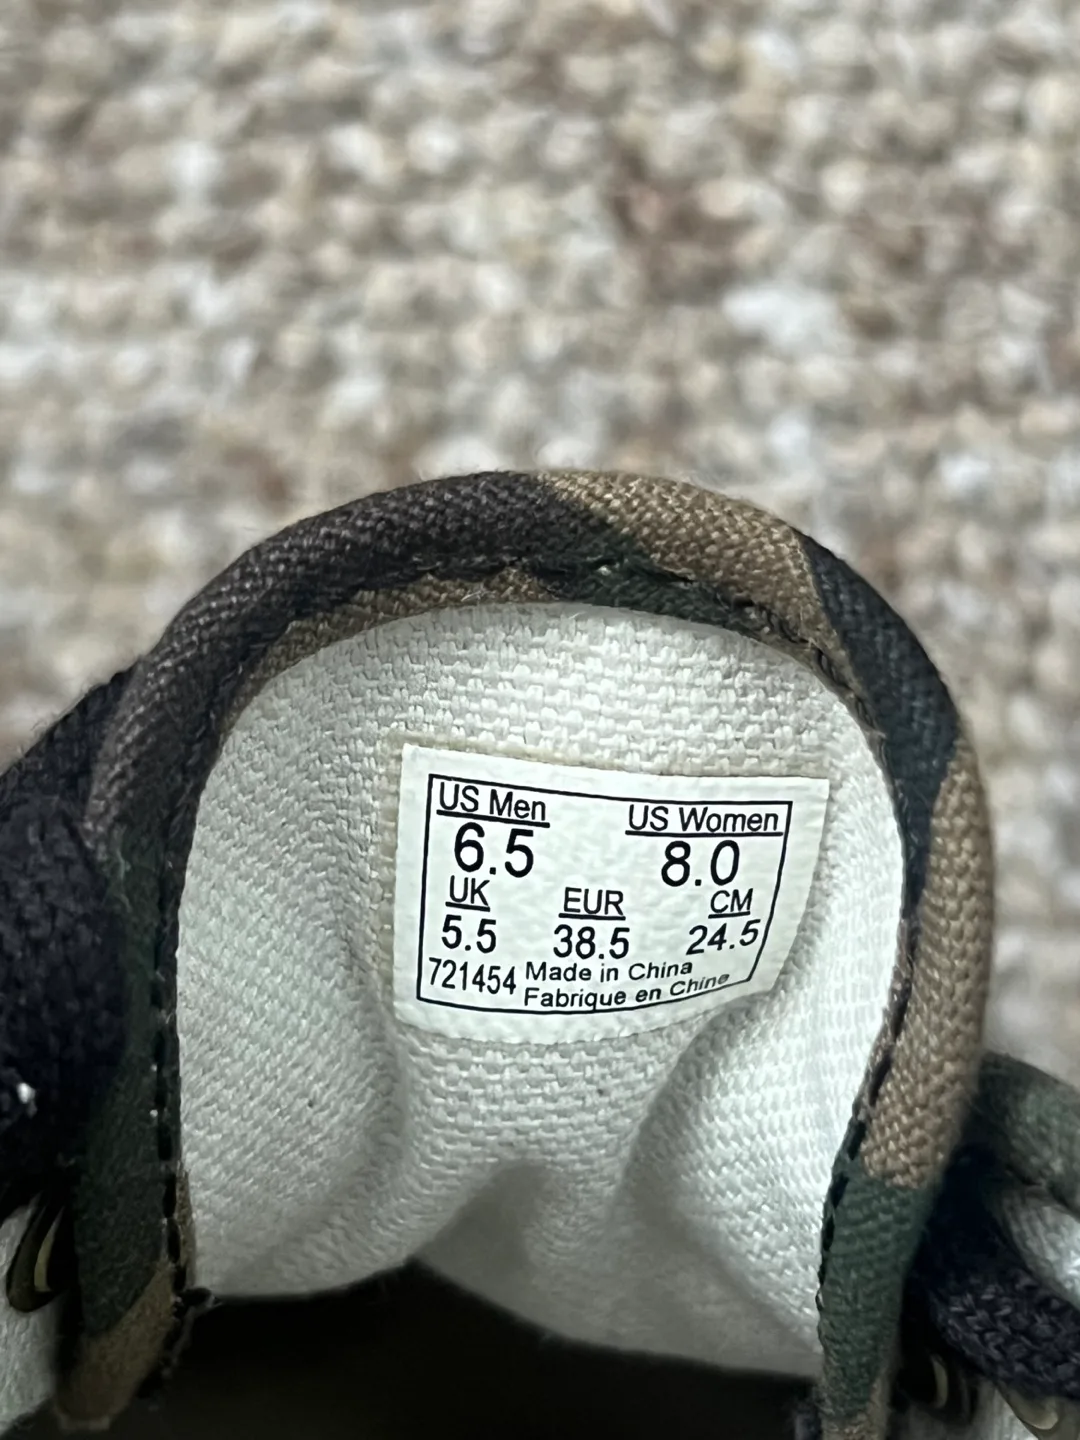 US Men US Women
6.5 8.0
UK EUR CM
5.5 38.5 24.5
721454 Made in China
Fabrique en Chine